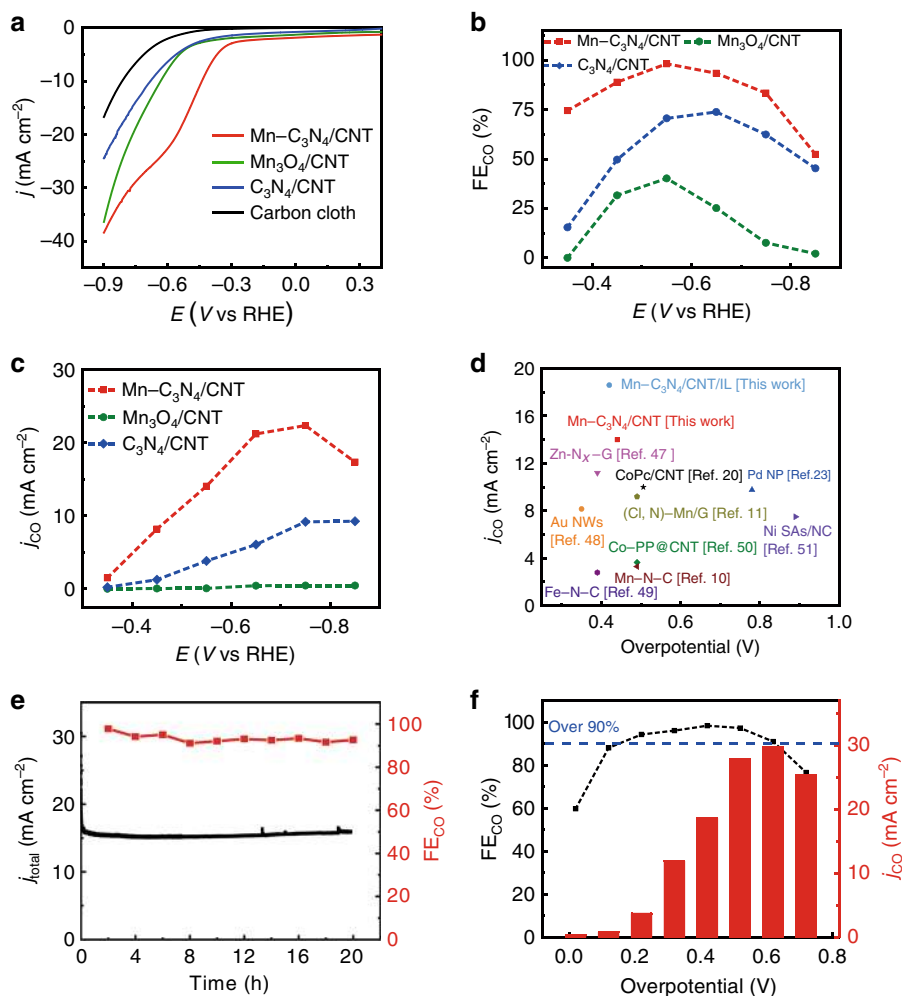 a
0
−10
−20
−30
−40
j (mA cm−2)
Mn–C3N4/CNT
Mn3O4/CNT
C3N4/CNT
Carbon cloth
−0.9 −0.6 −0.3 0.0 0.3
E (V vs RHE)
b
Mn–C3N4/CNT Mn3O4/CNT
C3N4/CNT
100
75
50
25
0
FECO (%)
−0.4 −0.6 −0.8
E (V vs RHE)
c
30
20
10
0
jCO (mA cm−2)
Mn–C3N4/CNT
Mn3O4/CNT
C3N4/CNT
−0.4 −0.6 −0.8
E (V vs RHE)
d
20
16
12
8
4
0
jCO (mA cm−2)
Mn–C3N4/CNT/IL [This work]
Mn–C3N4/CNT [This work]
Zn-NX–G [Ref. 47 ]
CoPc/CNT [Ref. 20]
Pd NP [Ref.23]
(Cl, N)–Mn/G [Ref. 11]
Au NWs
[Ref. 48]
Ni SAs/NC
[Ref. 51]
Co–PP@CNT [Ref. 50]
Mn–N–C [Ref. 10]
Fe–N–C [Ref. 49]
0.4 0.6 0.8 1.0
Overpotential (V)
e
30
20
10
0
jtotal (mA cm−2)
100
80
60
40
20
0
FECO (%)
0 4 8 12 16 20
Time (h)
f
100
80
60
40
20
0
FECO (%)
Over 90%
30
20
10
0
jCO (mA cm−2)
0.0 0.2 0.4 0.6 0.8
Overpotential (V)